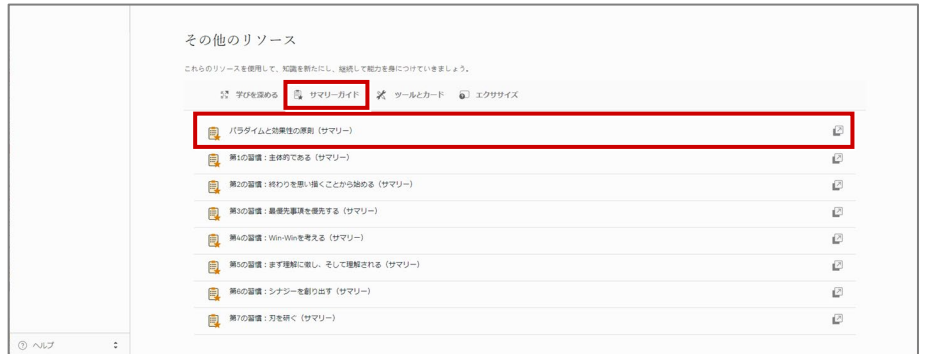 その他のリソース
これらのリソースを使用して、知識を新たにし、継続して能力を身につけていきましょう。
学びを深める サマリーガイド ツールとカード エクササイズ
パラダイムと効果性の原則（サマリー）
第1の習慣：主体的である（サマリー）
第2の習慣：終わりを思い描くことから始める（サマリー）
第3の習慣：最優先事項を優先する（サマリー）
第4の習慣：Win-Winを考える（サマリー）
第5の習慣：まず理解に徹し、そして理解される（サマリー）
第6の習慣：シナジーを創り出す（サマリー）
第7の習慣：刃を研ぐ（サマリー）
ヘルプ